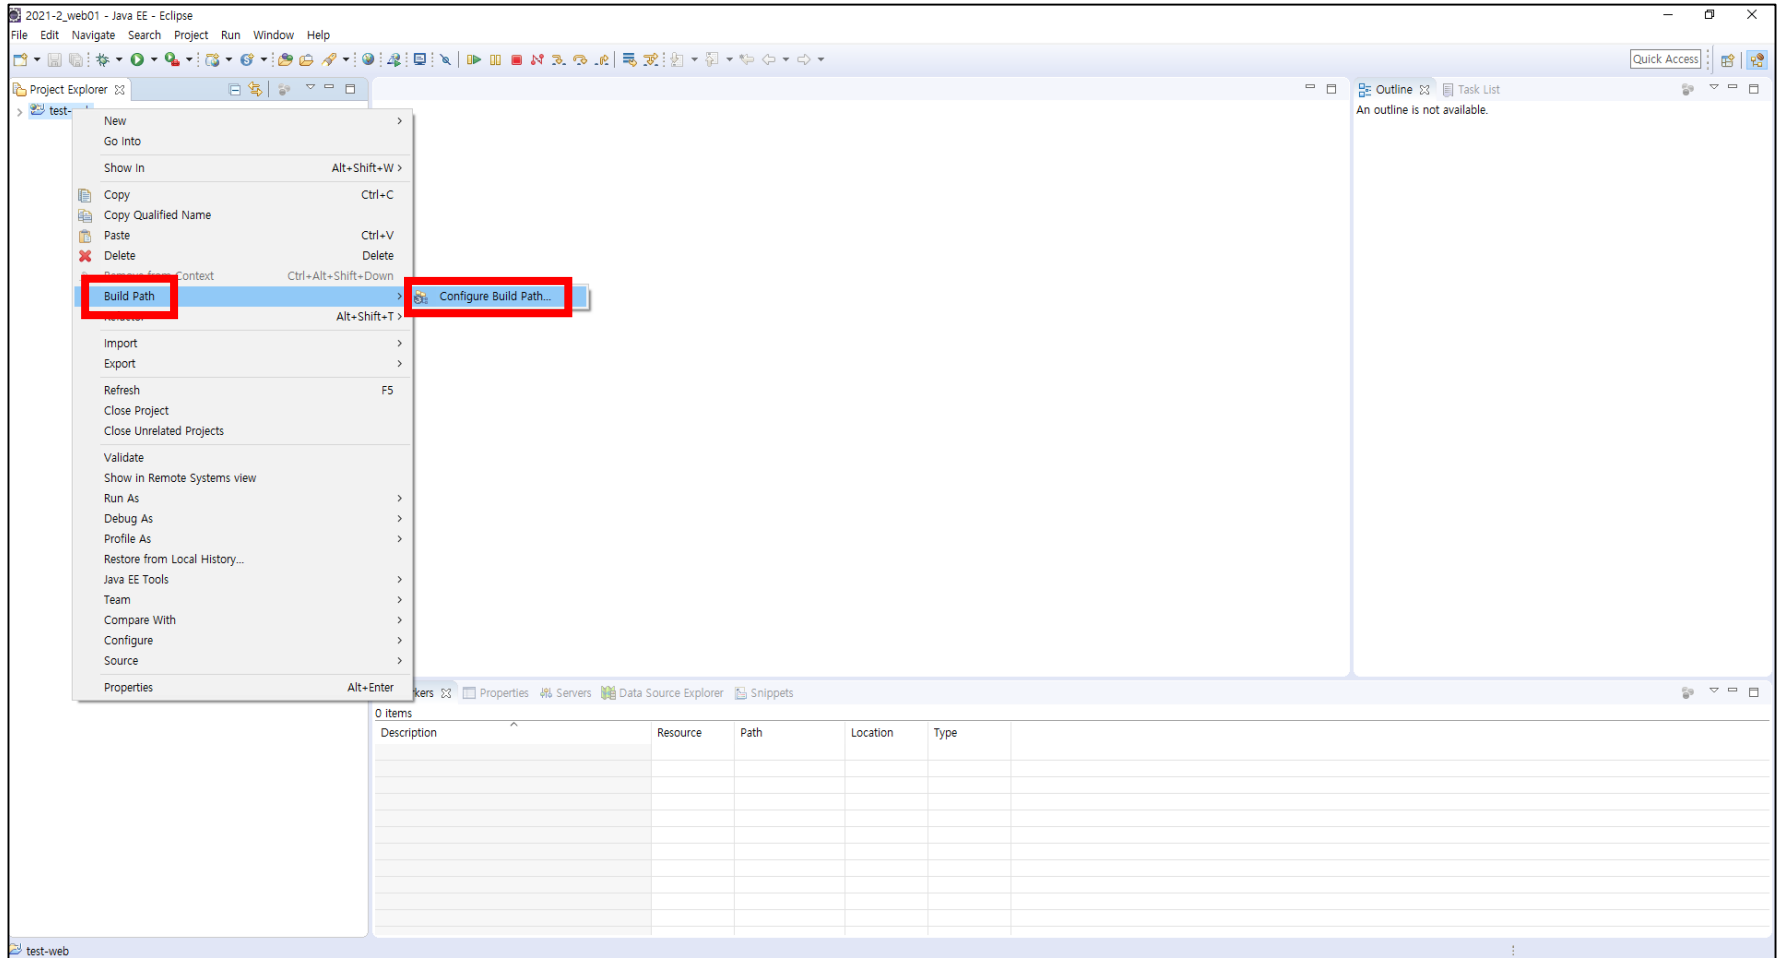 2021-2_web01 - Java EE - Eclipse
File Edit Navigate Search Project Run Window Help
Quick Access
Project Explorer
Outline Task List
test-
An outline is not available.
New
Go Into
Show In Alt+Shift+W
Copy Ctrl+C
Copy Qualified Name
Paste Ctrl+V
Delete Delete
Remove from Context Ctrl+Alt+Shift+Down
Build Path
Configure Build Path...
Refactor Alt+Shift+T
Import
Export
Refresh F5
Close Project
Close Unrelated Projects
Validate
Show in Remote Systems view
Run As
Debug As
Profile As
Restore from Local History...
Java EE Tools
Team
Compare With
Configure
Source
Properties Alt+Enter
kers Properties Servers Data Source Explorer Snippets
0 items
Description Resource Path Location Type
test-web